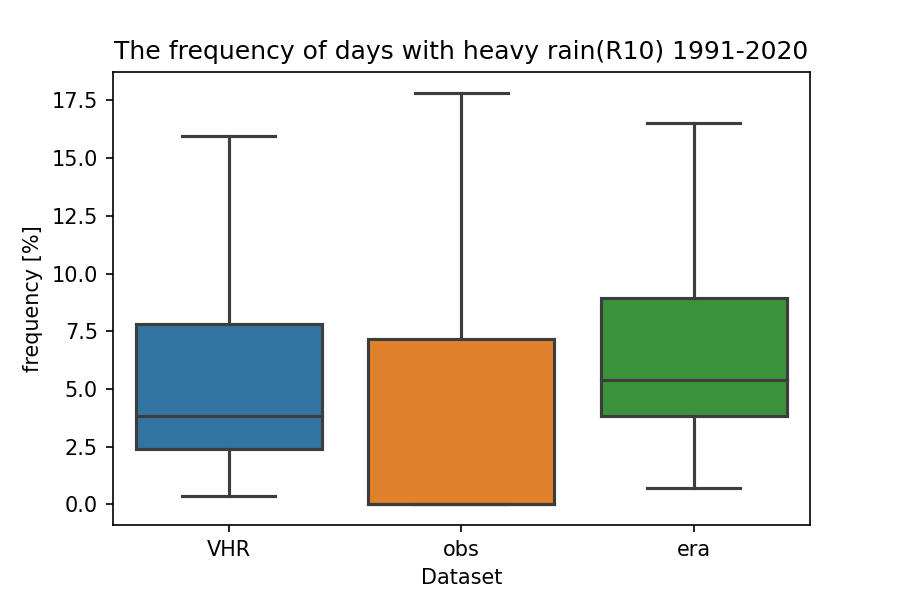 The frequency of days with heavy rain(R10) 1991-2020
frequency [%]
17.5
15.0
12.5
10.0
7.5
5.0
2.5
0.0
VHR obs era
Dataset